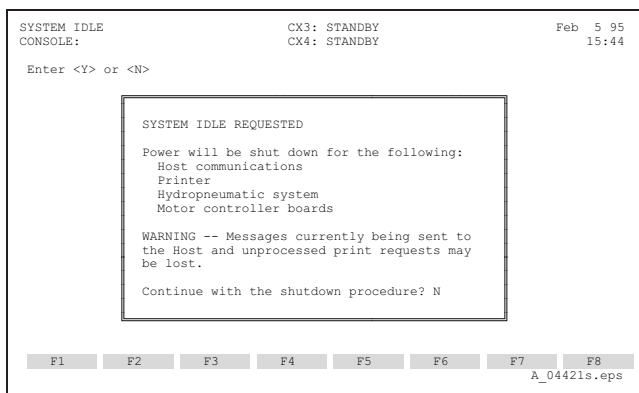 SYSTEM IDLE CX3: STANDBY Feb 5 95
CONSOLE: CX4: STANDBY 15:44
Enter <Y> or <N>
SYSTEM IDLE REQUESTED
Power will be shut down for the following:
Host communications
Printer
Hydropneumatic system
Motor controller boards
WARNING -- Messages currently being sent to
the Host and unprocessed print requests may
be lost.
Continue with the shutdown procedure? N
F1 F2 F3 F4 F5 F6 F7 F8
A_04421s.eps